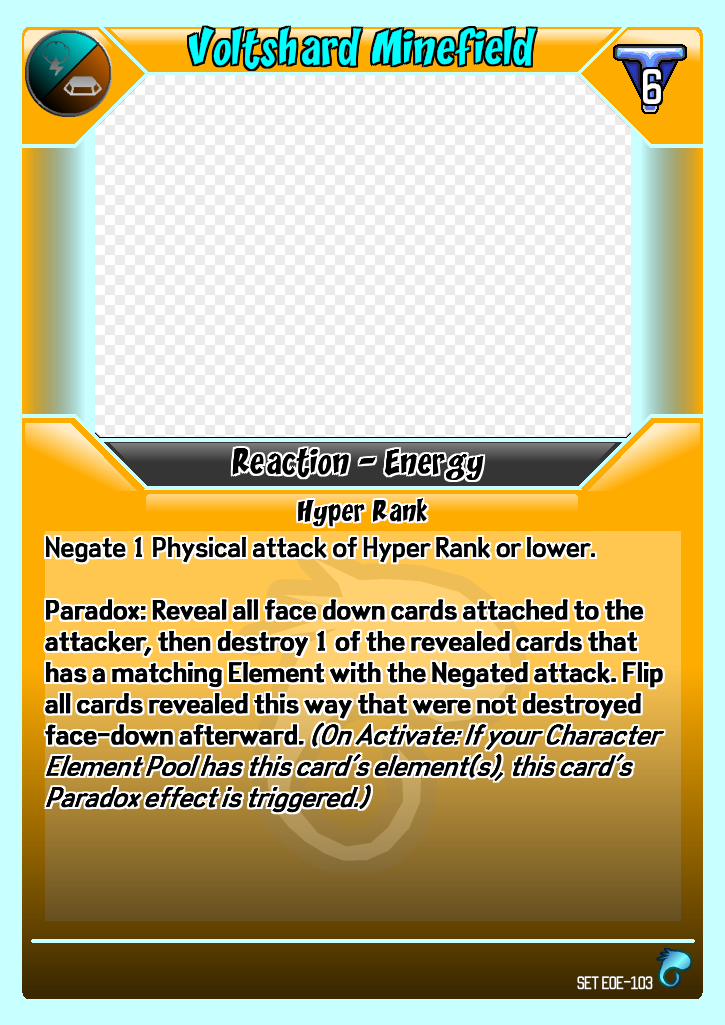 Voltshard Minefield
6
Reaction - Energy
Hyper Rank
Negate 1 Physical attack of Hyper Rank or lower.
Paradox: Reveal all face down cards attached to the
attacker, then destroy 1 of the revealed cards that
has a matching Element with the Negated attack. Flip
all cards revealed this way that were not destroyed
face-down afterward. (On Activate: If your Character
Element Pool has this card's element(s), this card's
Paradox effect is triggered.)
SET EOE-103